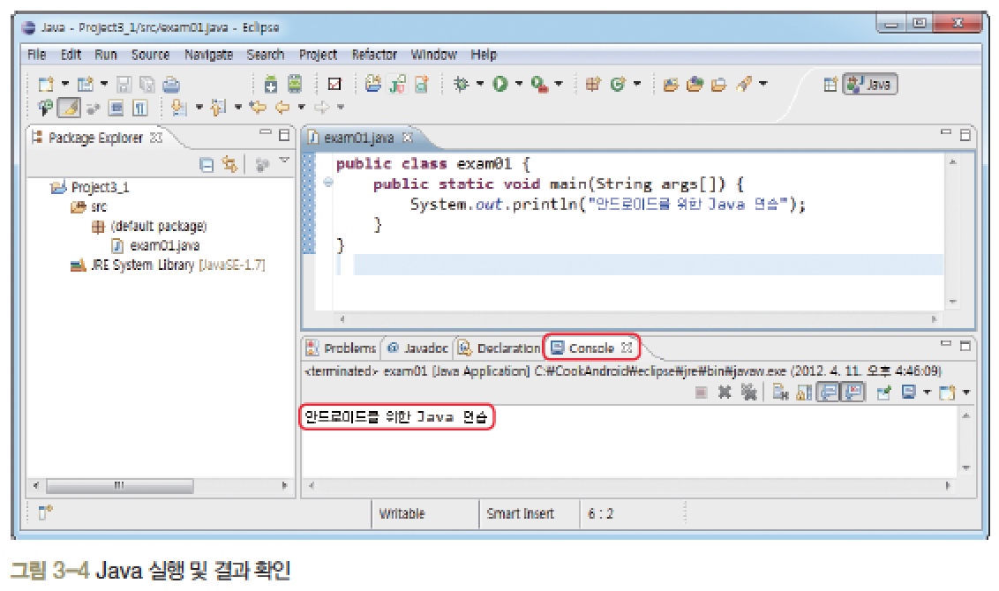 Java - Project3_1/src/exam01.java - Eclipse
File Edit Run Source Navigate Search Project Refactor Window Help
Java
Package Explorer
Project3_1
src
(default package)
exam01.java
JRE System Library [JavaSE-1.7]
exam01.java
public class exam01 {
public static void main(String args[]) {
System.out.println("안드로이드를 위한 Java 연습");
}
}
Problems @ Javadoc Declaration Console
<terminated> exam01 [Java Application] C:₩CookAndroid₩eclipse₩jre₩bin₩javaw.exe (2012. 4. 11. 오후 4:46:09)
안드로이드를 위한 Java 연습
Writable Smart Insert 6 : 2
그림 3-4 Java 실행 및 결과 확인